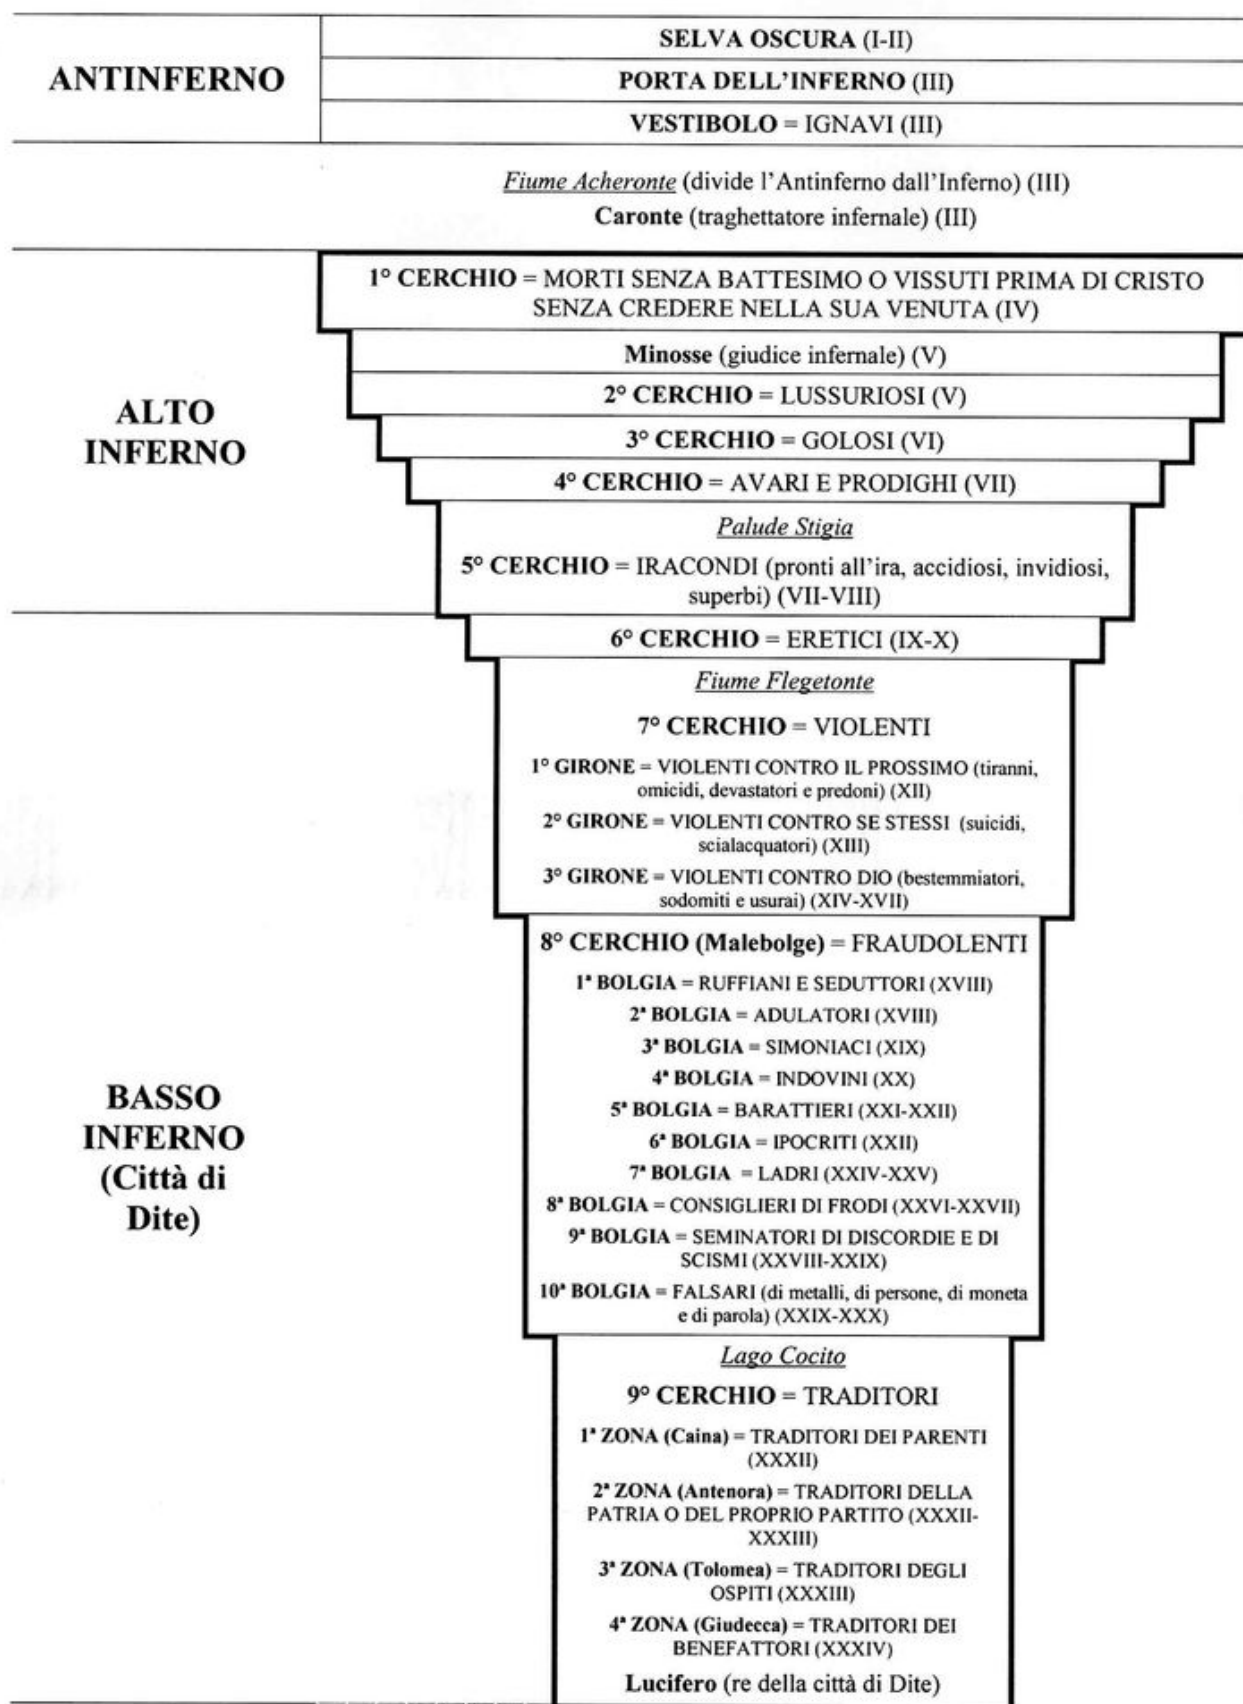 ANTINFERNO
SELVA OSCURA (I-II)
PORTA DELL'INFERNO (III)
VESTIBOLO = IGNAVI (III)
Fiume Acheronte (divide l'Antinferno dall'Inferno) (III)
Caronte (traghettatore infernale) (III)
ALTO
INFERNO
1° CERCHIO = MORTI SENZA BATTESIMO O VISSUTI PRIMA DI CRISTO
SENZA CREDERE NELLA SUA VENUTA (IV)
Minosse (giudice infernale) (V)
2° CERCHIO = LUSSURIOSI (V)
3° CERCHIO = GOLOSI (VI)
4° CERCHIO = AVARI E PRODIGHI (VII)
Palude Stigia
5° CERCHIO = IRACONDI (pronti all'ira, accidiosi, invidiosi,
superbi) (VII-VIII)
BASSO
INFERNO
(Città di
Dite)
6° CERCHIO = ERETICI (IX-X)
Fiume Flegetonte
7° CERCHIO = VIOLENTI
1° GIRONE = VIOLENTI CONTRO IL PROSSIMO (tiranni,
omicidi, devastatori e predoni) (XII)
2° GIRONE = VIOLENTI CONTRO SE STESSI (suicidi,
scialacquatori) (XIII)
3° GIRONE = VIOLENTI CONTRO DIO (bestemmiatori,
sodomiti e usurai) (XIV-XVII)
8° CERCHIO (Malebolge) = FRAUDOLENTI
1ª BOLGIA = RUFFIANI E SEDUTTORI (XVIII)
2ª BOLGIA = ADULATORI (XVIII)
3ª BOLGIA = SIMONIACI (XIX)
4ª BOLGIA = INDOVINI (XX)
5ª BOLGIA = BARATTIERI (XXI-XXII)
6ª BOLGIA = IPOCRITI (XXII)
7ª BOLGIA = LADRI (XXIV-XXV)
8ª BOLGIA = CONSIGLIERI DI FRODI (XXVI-XXVII)
9ª BOLGIA = SEMINATORI DI DISCORDIE E DI
SCISMI (XXVIII-XXIX)
10ª BOLGIA = FALSARI (di metalli, di persone, di moneta
e di parola) (XXIX-XXX)
Lago Cocito
9° CERCHIO = TRADITORI
1ª ZONA (Caina) = TRADITORI DEI PARENTI
(XXXII)
2ª ZONA (Antenora) = TRADITORI DELLA
PATRIA O DEL PROPRIO PARTITO (XXXII-
XXXIII)
3ª ZONA (Tolomea) = TRADITORI DEGLI
OSPITI (XXXIII)
4ª ZONA (Giudecca) = TRADITORI DEI
BENEFATTORI (XXXIV)
Lucifero (re della città di Dite)